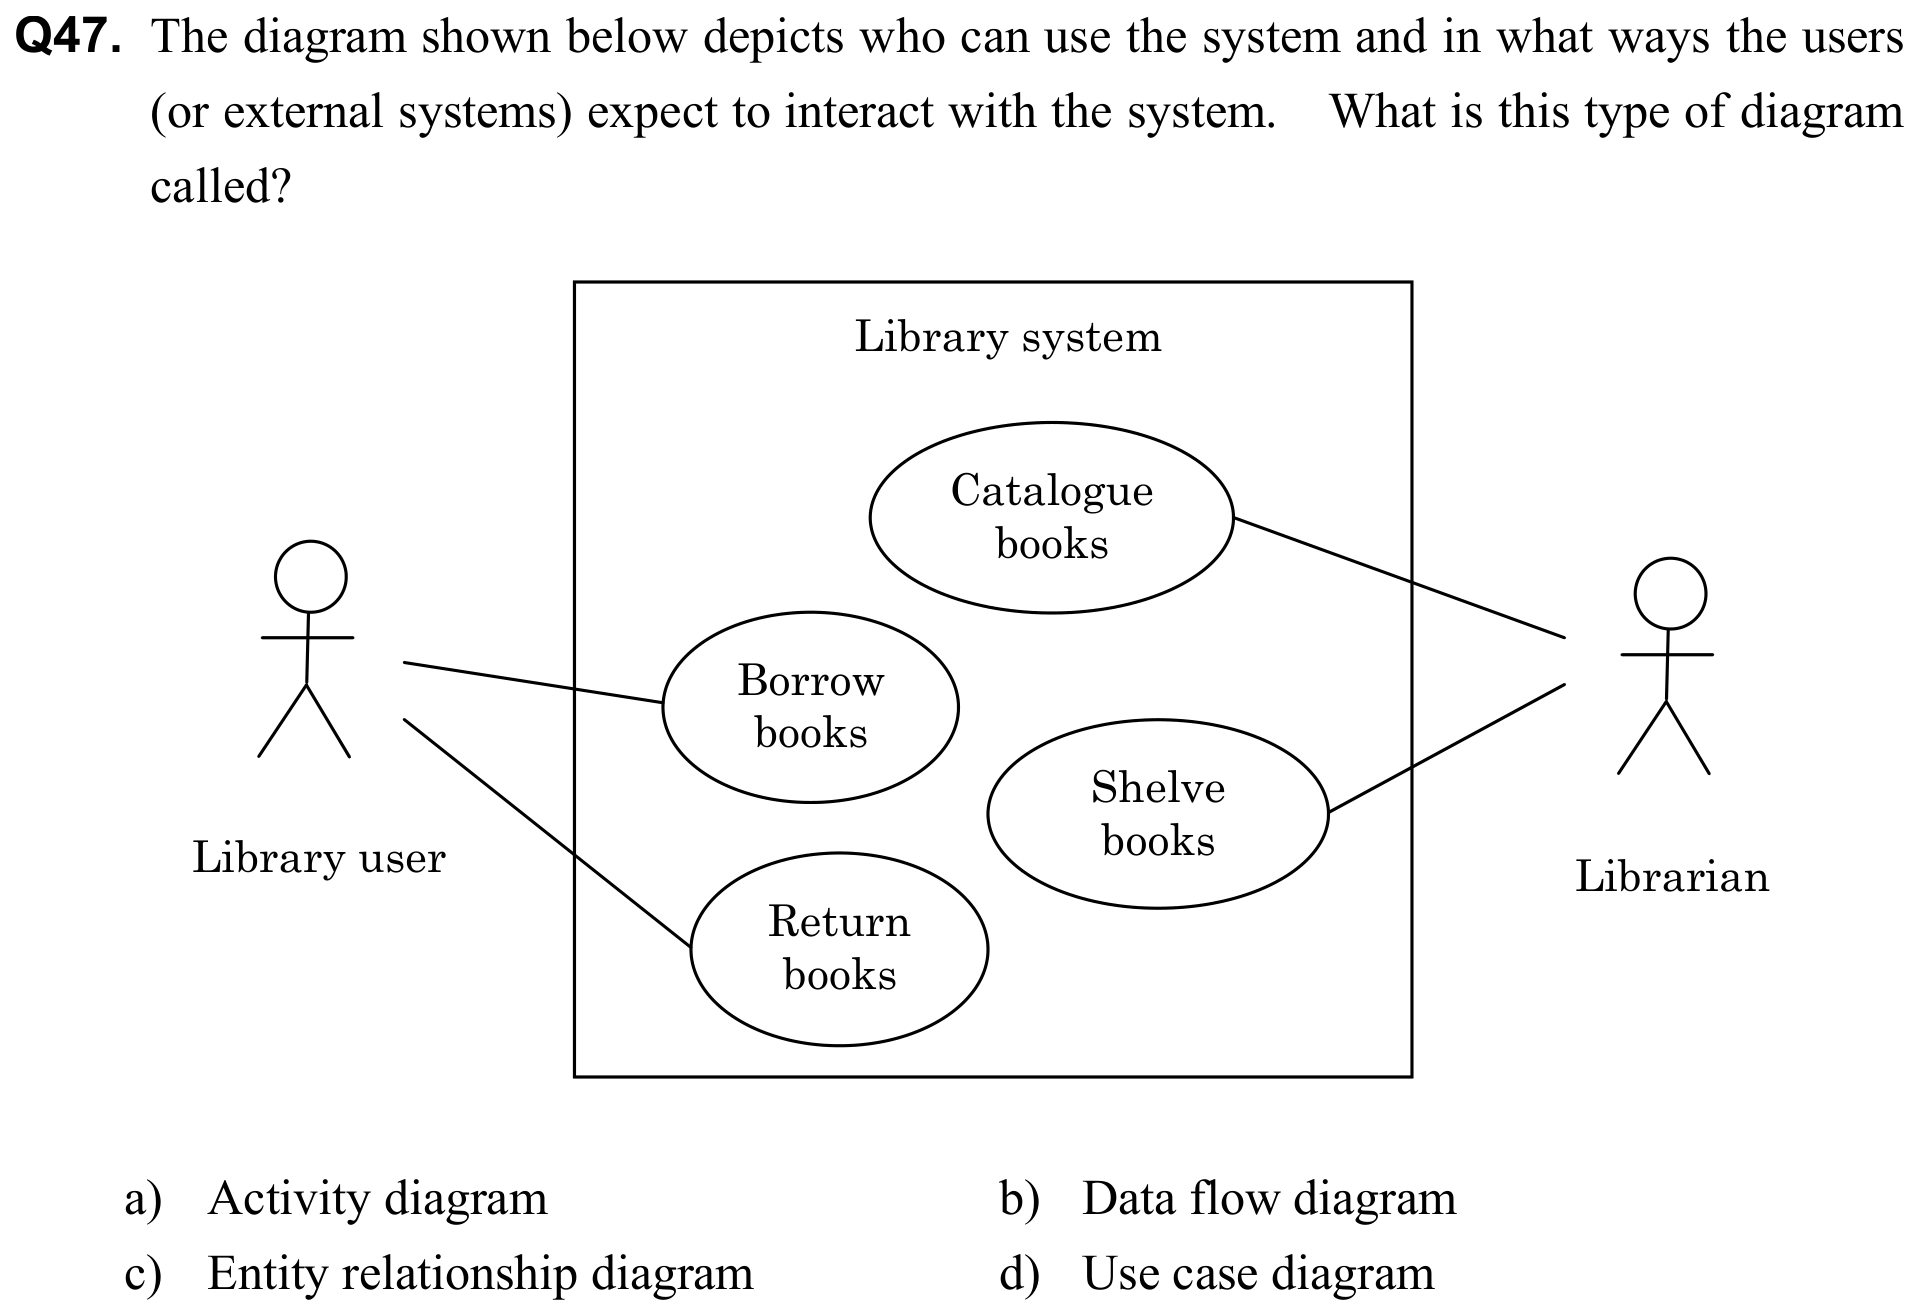 Q47. The diagram shown below depicts who can use the system and in what ways the users
(or external systems) expect to interact with the system. What is this type of diagram
called?
Library system
Catalogue
books
Borrow
books
Shelve
books
Library user
Librarian
Return
books
a) Activity diagram b) Data flow diagram
c) Entity relationship diagram d) Use case diagram